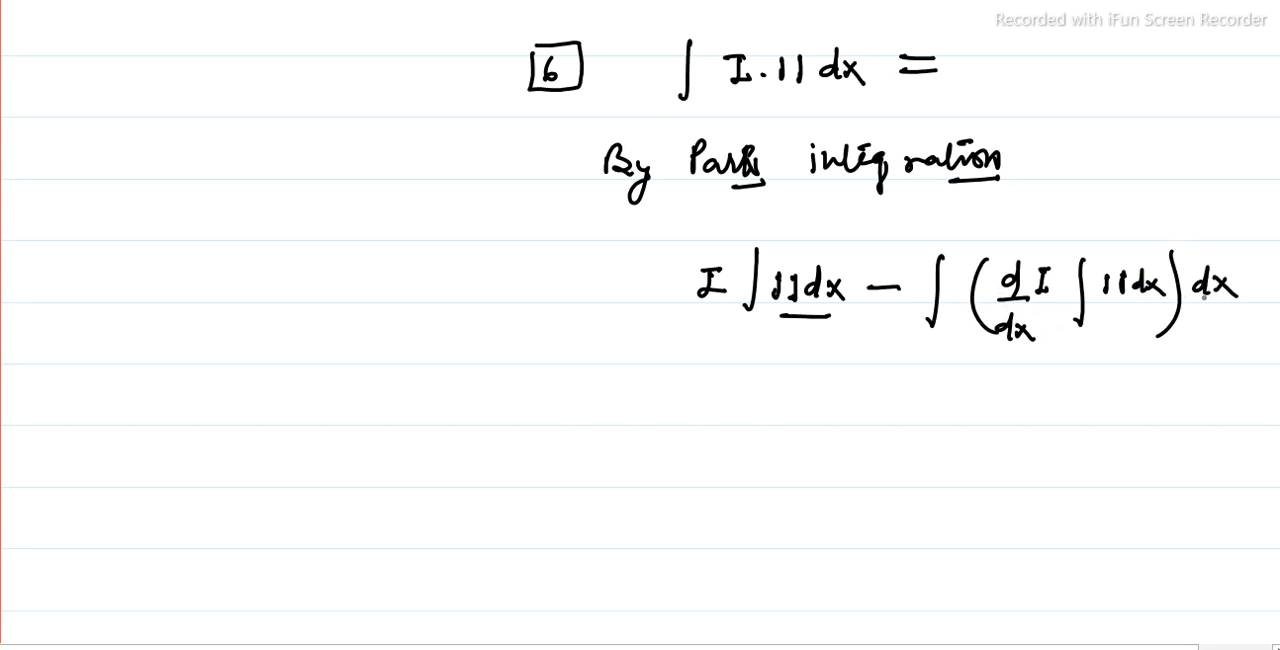 Recorded with iFun Screen Recorder
6 ∫ I.II dx =
By Parts integration
I ∫ II dx − ∫ (d/dx I ∫ II dx) dx